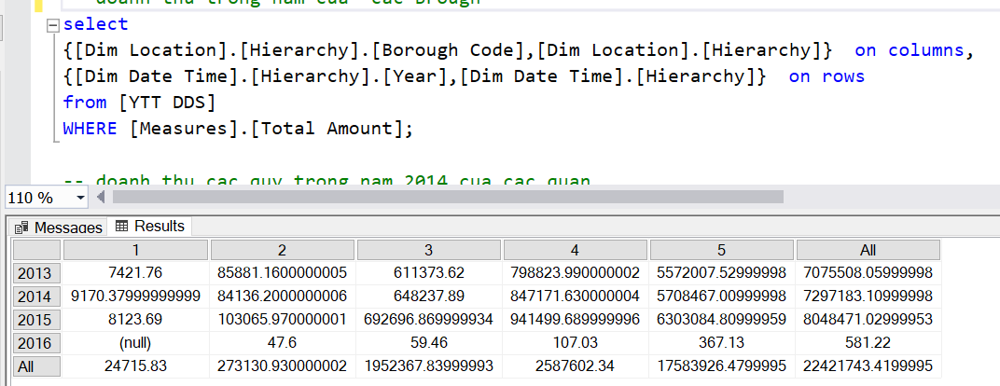 doanh thu trong nam cua cac Brough
select
{[Dim Location].[Hierarchy].[Borough Code],[Dim Location].[Hierarchy]} on columns,
{[Dim Date Time].[Hierarchy].[Year],[Dim Date Time].[Hierarchy]} on rows
from [YTT DDS]
WHERE [Measures].[Total Amount];
-- doanh thu cac quy trong nam 2014 cua cac quan
110 %
Messages Results
1 2 3 4 5 All
2013 7421.76 85881.1600000005 611373.62 798823.990000002 5572007.52999998 7075508.05999998
2014 9170.37999999999 84136.2000000006 648237.89 847171.630000004 5708467.00999998 7297183.10999998
2015 8123.69 103065.970000001 692696.869999934 941499.689999996 6303084.80999959 8048471.02999953
2016 (null) 47.6 59.46 107.03 367.13 581.22
All 24715.83 273130.930000002 1952367.83999993 2587602.34 17583926.4799995 22421743.4199995